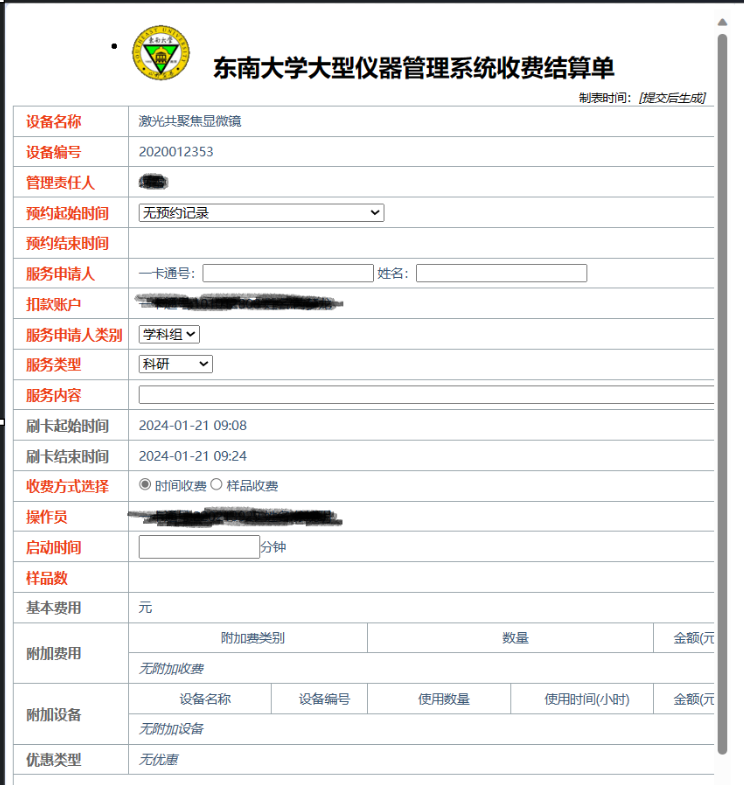 东南大学大型仪器管理系统收费结算单
制表时间：[提交后生成]
设备名称 激光共聚焦显微镜
设备编号 2020012353
管理责任人
预约起始时间 无预约记录
预约结束时间
服务申请人 一卡通号： 姓名：
扣款账户
服务申请人类别 学科组
服务类型 科研
服务内容
刷卡起始时间 2024-01-21 09:08
刷卡结束时间 2024-01-21 09:24
收费方式选择 时间收费 样品收费
操作员
启动时间 分钟
样品数
基本费用 元
附加费用 附加费类别 数量 金额(元
无附加收费
附加设备 设备名称 设备编号 使用数量 使用时间(小时) 金额(元
无附加设备
优惠类型 无优惠